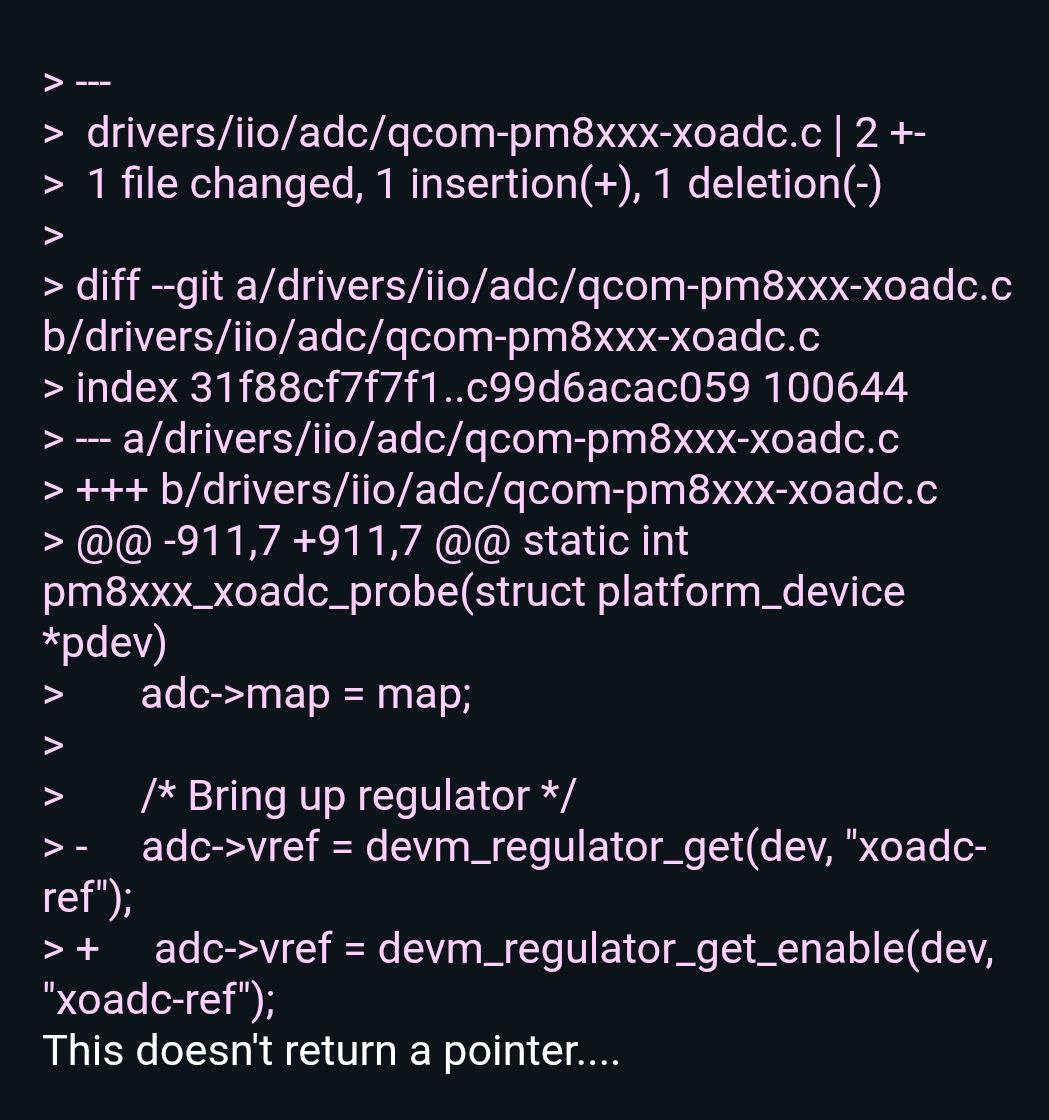 > ---
>  drivers/iio/adc/qcom-pm8xxx-xoadc.c | 2 +-
>  1 file changed, 1 insertion(+), 1 deletion(-)
>
> diff --git a/drivers/iio/adc/qcom-pm8xxx-xoadc.c
b/drivers/iio/adc/qcom-pm8xxx-xoadc.c
> index 31f88cf7f7f1..c99d6acac059 100644
> --- a/drivers/iio/adc/qcom-pm8xxx-xoadc.c
> +++ b/drivers/iio/adc/qcom-pm8xxx-xoadc.c
> @@ -911,7 +911,7 @@ static int
pm8xxx_xoadc_probe(struct platform_device
*pdev)
>       adc->map = map;
>
>       /* Bring up regulator */
> -     adc->vref = devm_regulator_get(dev, "xoadc-
ref");
> +     adc->vref = devm_regulator_get_enable(dev,
"xoadc-ref");
This doesn't return a pointer....